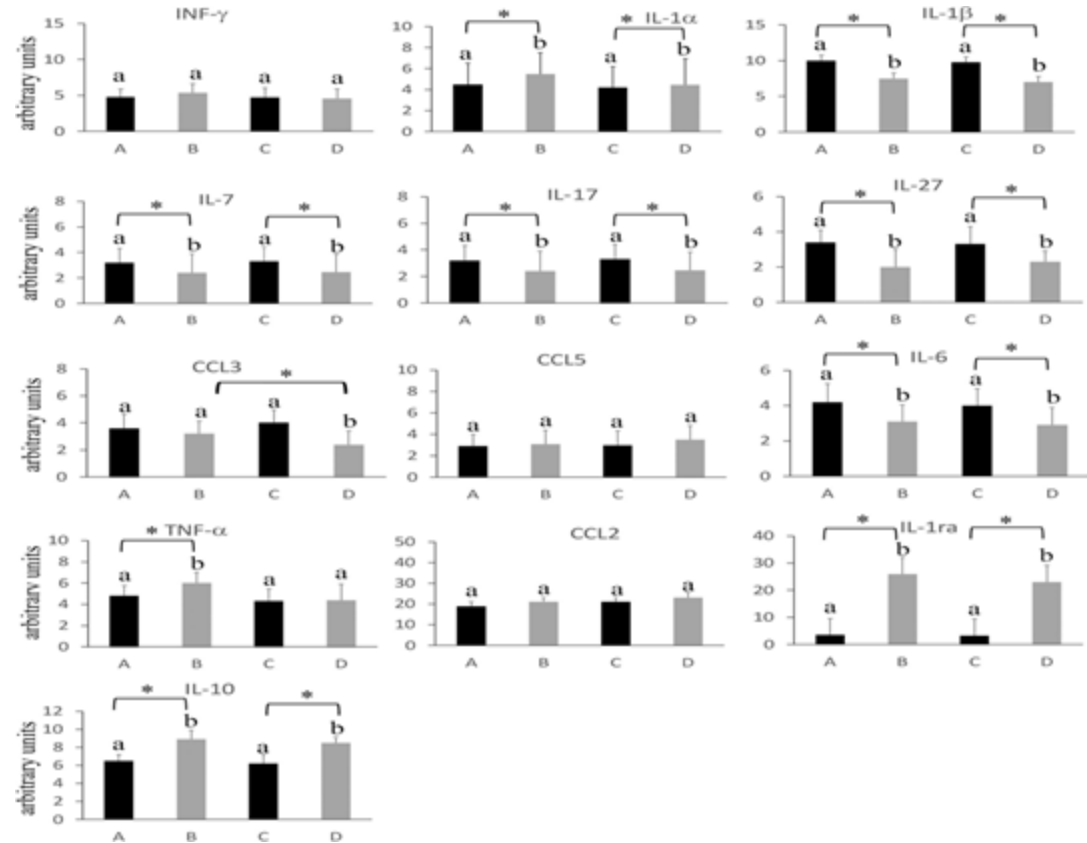 INF-γ
15
10
5
0
arbitrary units
a
a
a
a
A
B
C
D
IL-1α
10
8
6
4
2
0
*
*
a
b
a
b
A
B
C
D
IL-1β
15
10
5
0
*
*
a
b
a
b
A
B
C
D
IL-7
8
6
4
2
0
arbitrary units
*
*
a
b
a
b
A
B
C
D
IL-17
8
6
4
2
0
*
*
a
b
a
b
A
B
C
D
IL-27
6
4
2
0
*
*
a
b
a
b
A
B
C
D
CCL3
8
6
4
2
0
arbitrary units
*
a
a
a
b
A
B
C
D
CCL5
10
8
6
4
2
0
a
a
a
a
A
B
C
D
IL-6
6
4
2
0
*
*
a
b
a
b
A
B
C
D
* TNF-α
10
8
6
4
2
0
arbitrary units
a
b
a
a
A
B
C
D
CCL2
50
40
30
20
10
0
a
a
a
a
A
B
C
D
IL-1ra
40
30
20
10
0
*
*
a
b
a
b
A
B
C
D
IL-10
12
10
8
6
4
2
0
arbitrary units
*
*
a
b
a
b
A
B
C
D